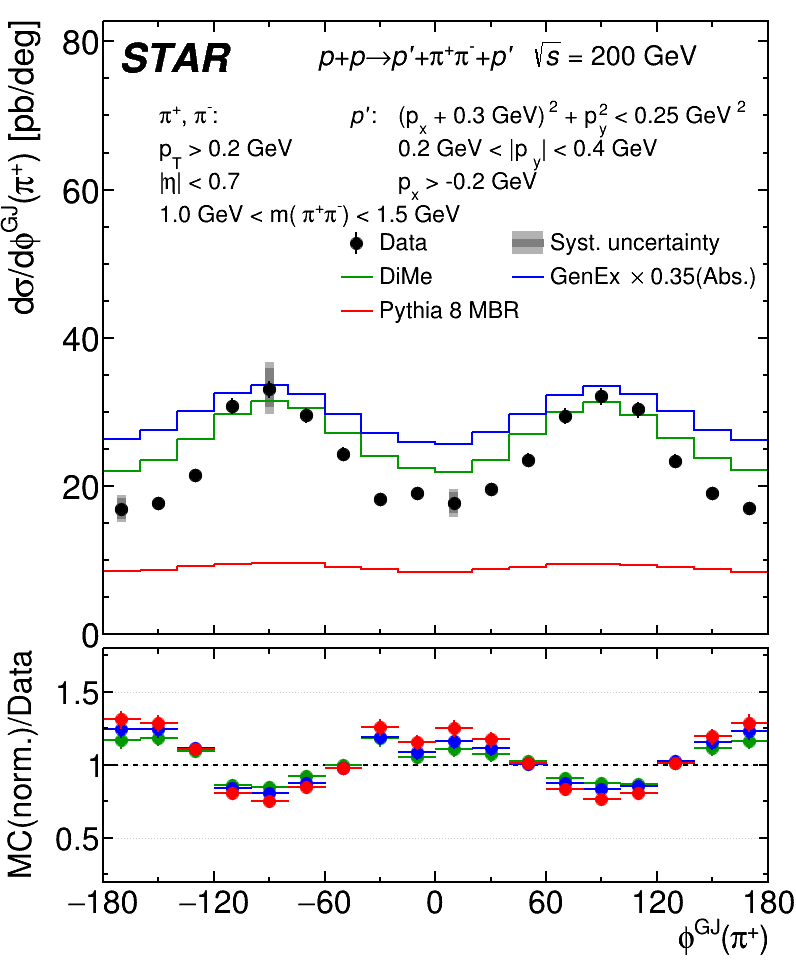 STAR p+p→p′+π⁺π⁻+p′ √s = 200 GeV
π⁺, π⁻: p′: (pₓ + 0.3 GeV)² + p_y² < 0.25 GeV²
p_T > 0.2 GeV 0.2 GeV < |p_y| < 0.4 GeV
|η| < 0.7 pₓ > -0.2 GeV
1.0 GeV < m(π⁺π⁻) < 1.5 GeV
Data Syst. uncertainty
DiMe GenEx × 0.35(Abs.)
Pythia 8 MBR
dσ/dϕ^GJ(π⁺) [pb/deg]
80
60
40
20
0
MC(norm.)/Data
1.5
1
0.5
−180 −120 −60 0 60 120 180
ϕ^GJ(π⁺)